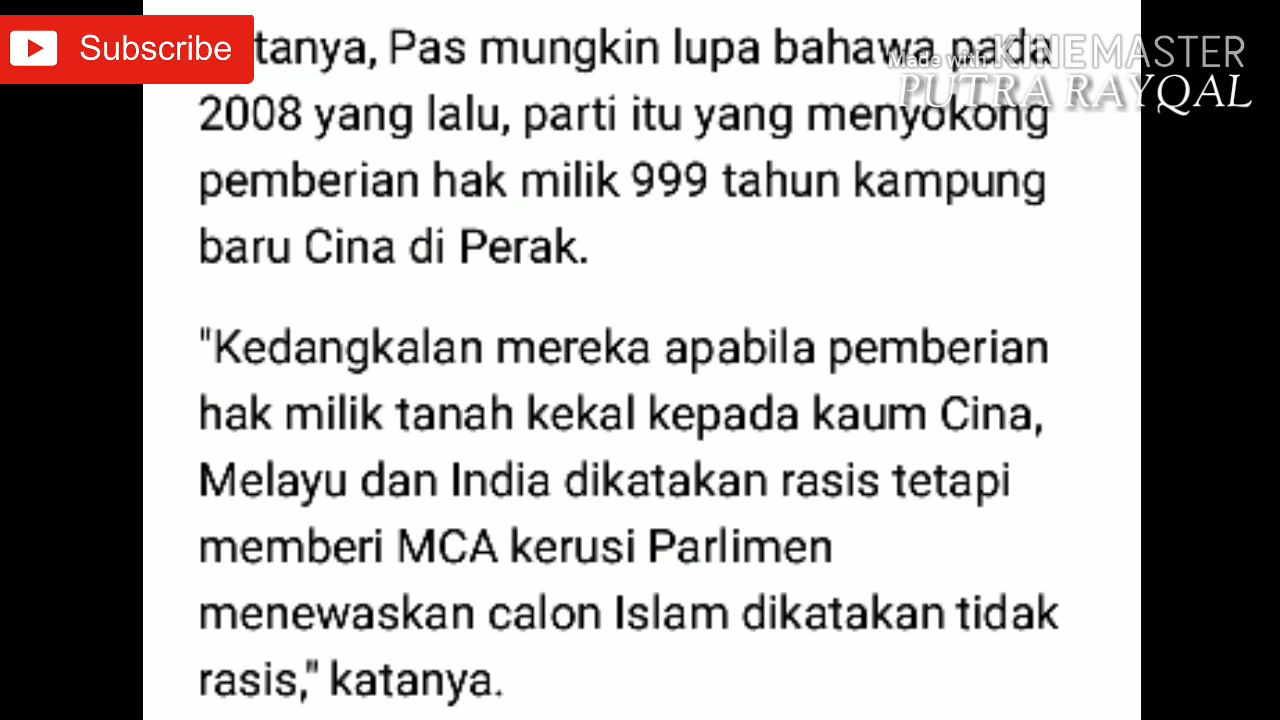 Subscribe
tanya, Pas mungkin lupa bahawa pada
Made with KINEMASTER
PUTRA RAYQAL
2008 yang lalu, parti itu yang menyokong
pemberian hak milik 999 tahun kampung
baru Cina di Perak.
"Kedangkalan mereka apabila pemberian
hak milik tanah kekal kepada kaum Cina,
Melayu dan India dikatakan rasis tetapi
memberi MCA kerusi Parlimen
menewaskan calon Islam dikatakan tidak
rasis," katanya.